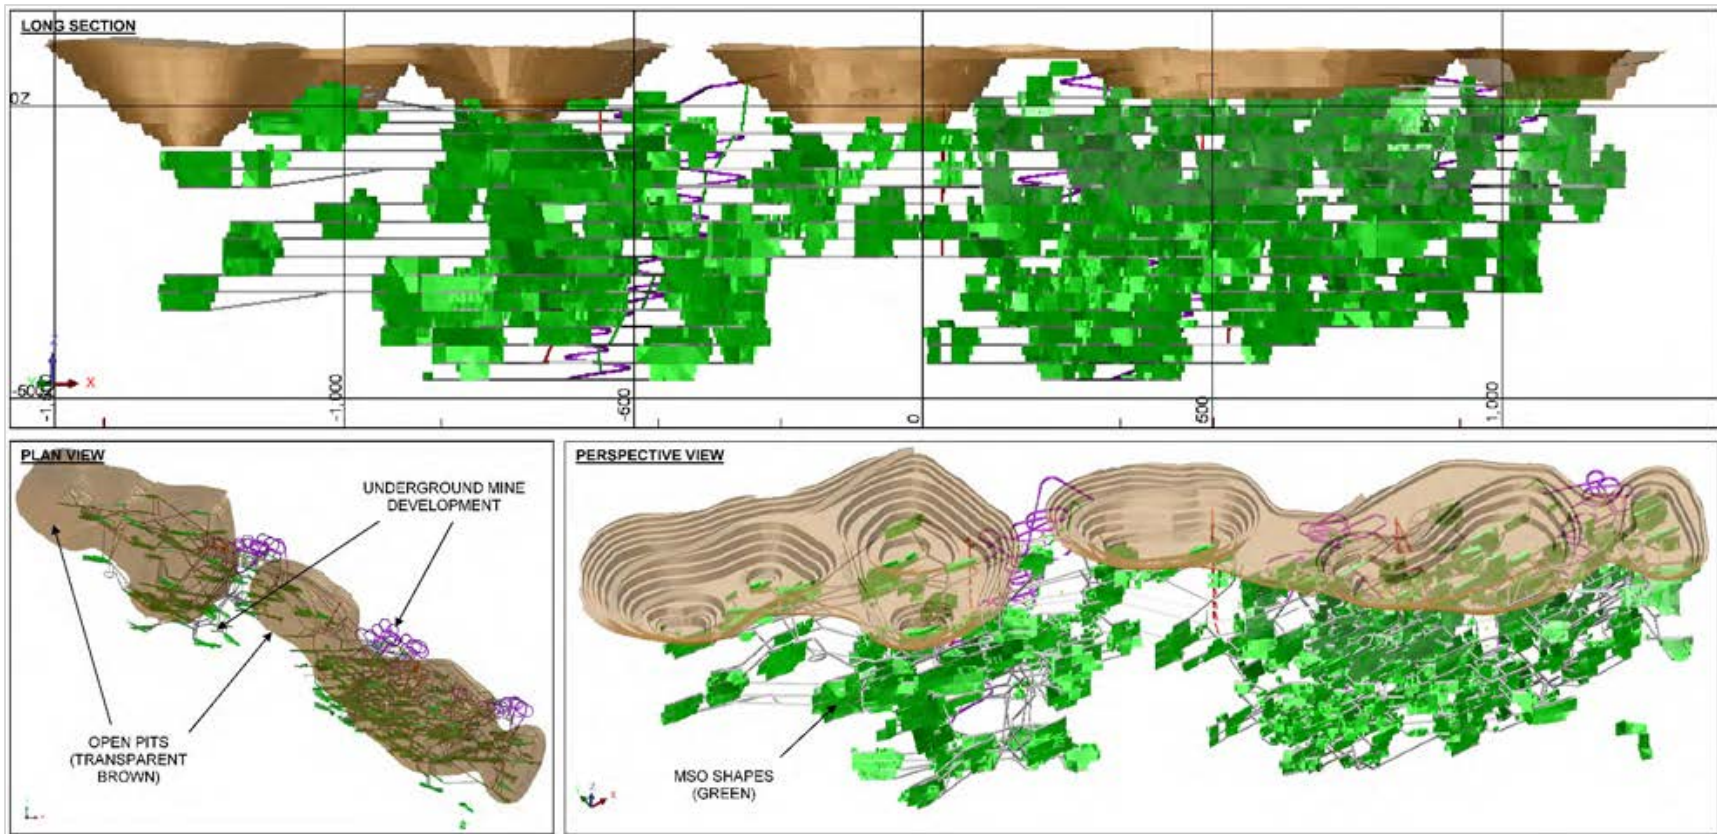 LONG SECTION
0Z
X
-500
-1,000
-500
0
500
1,000
PLAN VIEW
UNDERGROUND MINE
DEVELOPMENT
OPEN PITS
(TRANSPARENT
BROWN)
PERSPECTIVE VIEW
MSO SHAPES
(GREEN)